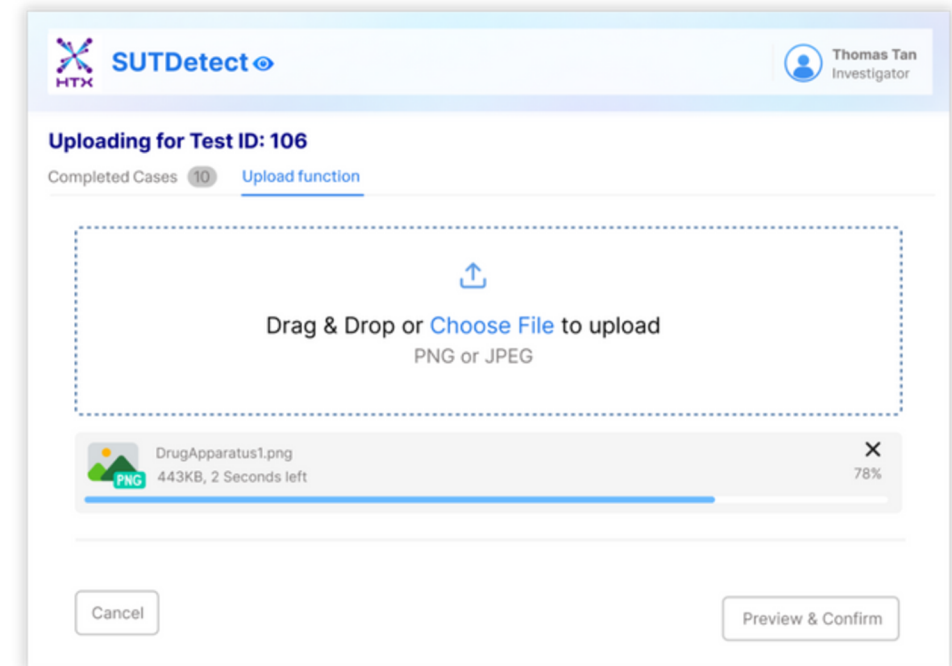 HTX
SUTDetect
Thomas Tan
Investigator
Uploading for Test ID: 106
Completed Cases 10 Upload function
Drag & Drop or Choose File to upload
PNG or JPEG
DrugApparatus1.png
PNG
443KB, 2 Seconds left
78%
Cancel
Preview & Confirm